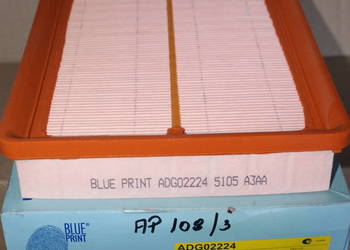 BLUE PRINT ADG02224 5105 A3AA
BLUE
PRINT
AP 108/3
ADG02224